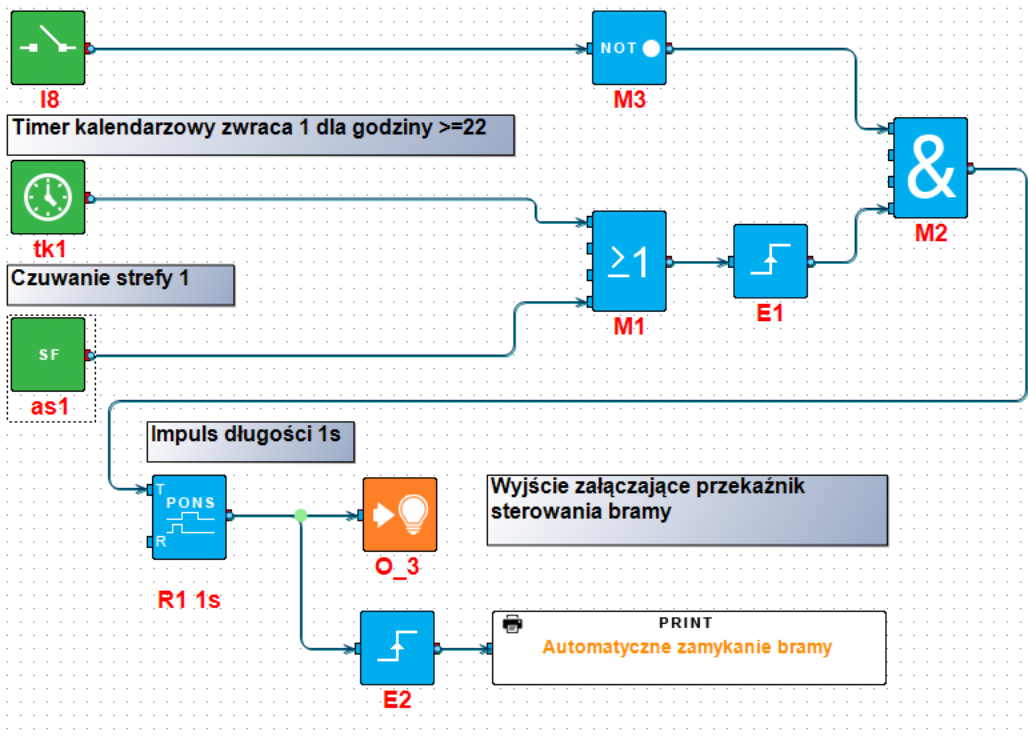 I8
NOT
M3
Timer kalendarzowy zwraca 1 dla godziny >=22
tk1
&
M2
≥1
M1
E1
Czuwanie strefy 1
SF
as1
Impuls długości 1s
T
PONS
R
R1 1s
O_3
Wyjście załączające przekaźnik
sterowania bramy
E2
PRINT
Automatyczne zamykanie bramy